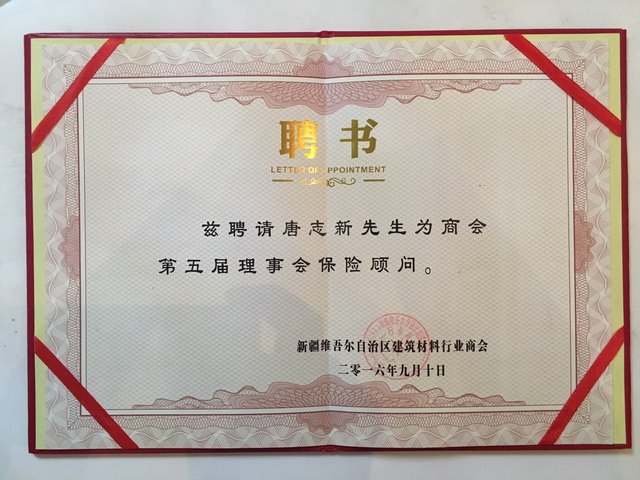 聘书
LETTER OF APPOINTMENT
兹聘请唐志新先生为商会
第五届理事会保险顾问。
新疆维吾尔自治区建筑材料行业商会
二零一六年九月十日